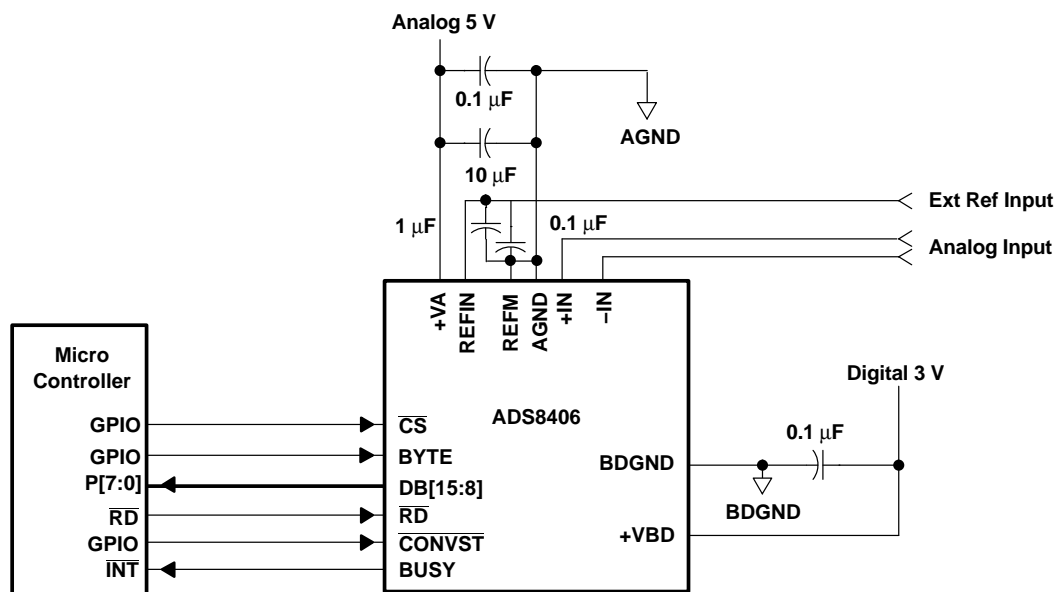 Analog 5 V
0.1 µF
AGND
10 µF
Ext Ref Input
1 µF
0.1 µF
Analog Input
+VA
REFIN
REFM
AGND
+IN
–IN
Micro
Controller
Digital 3 V
ADS8406
GPIO
CS
0.1 µF
GPIO
BYTE
BDGND
P[7:0]
DB[15:8]
BDGND
RD
RD
GPIO
CONVST
+VBD
INT
BUSY